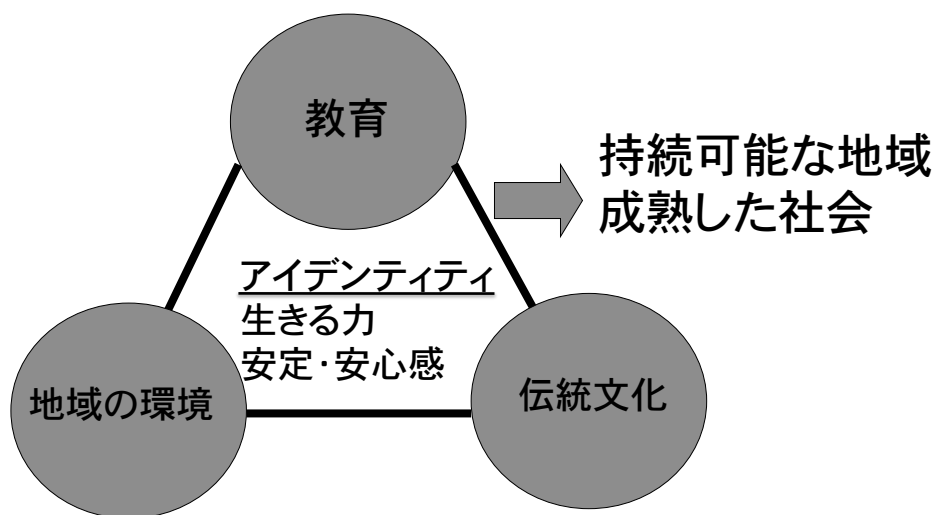 教育
持続可能な地域
成熟した社会
アイデンティティ
生きる力
安定・安心感
地域の環境
伝統文化